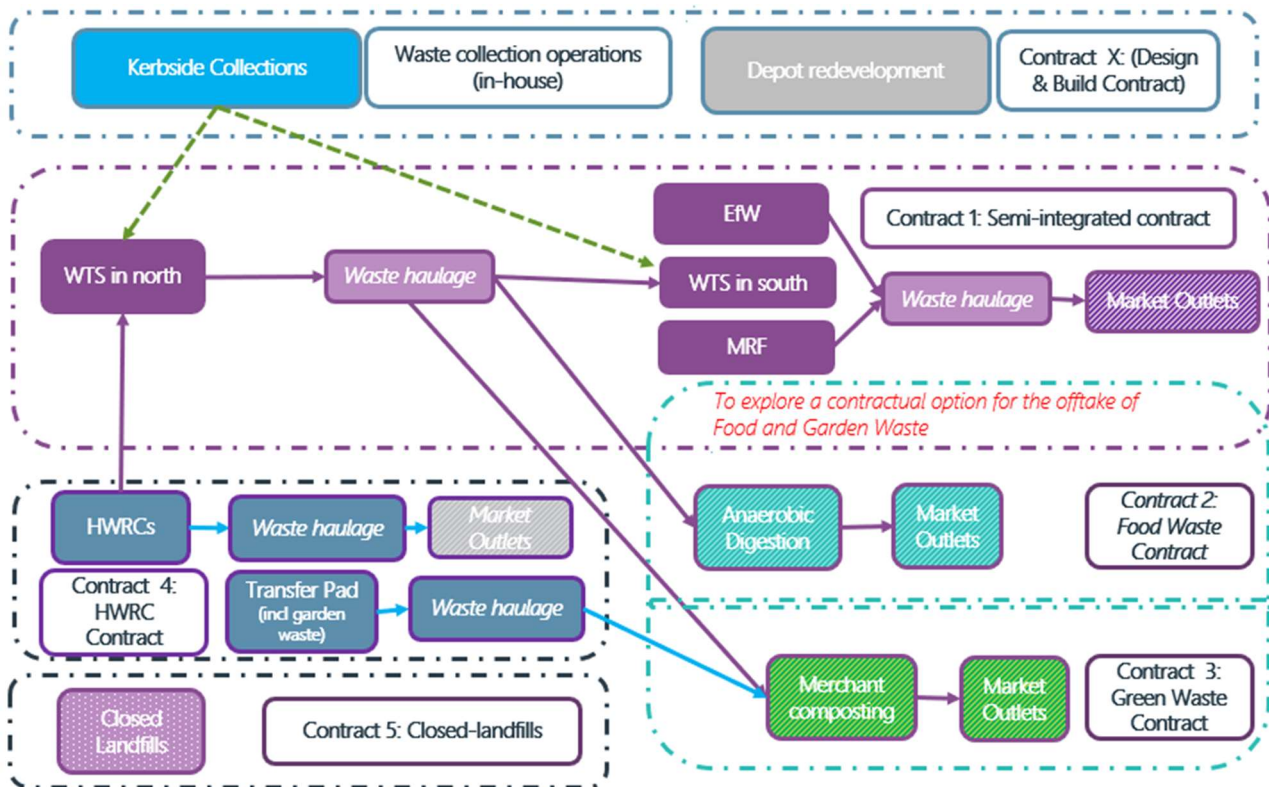 Kerbside Collections
Waste collection operations
(in-house)
Depot redevelopment
Contract X: (Design
& Build Contract)
EfW
Contract 1: Semi-integrated contract
WTS in north
Waste haulage
WTS in south
Waste haulage
Market Outlets
MRF
To explore a contractual option for the offtake of
Food and Garden Waste
HWRCs
Waste haulage
Market
Outlets
Anaerobic
Digestion
Market
Outlets
Contract 2:
Food Waste
Contract
Contract 4:
HWRC
Contract
Transfer Pad
(incl garden
waste)
Waste haulage
Merchant
composting
Market
Outlets
Contract 3:
Green Waste
Contract
Closed
Landfills
Contract 5: Closed-landfills